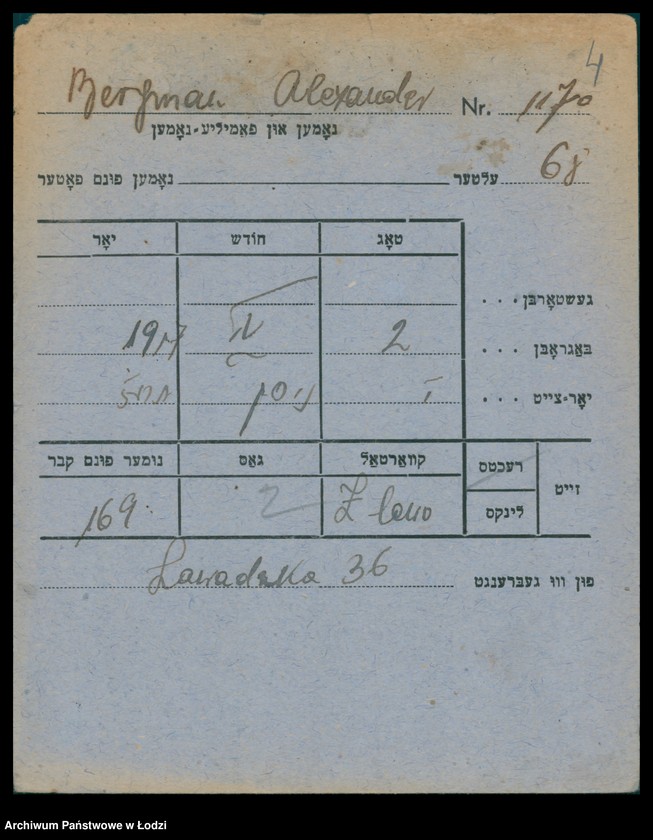 4
Bergman Alexander Nr. 1170
נאָמען און פאַמיליע-נאָמען
עלטער 68 נאָמען פונם פאָטער
טאָג חודש יאָר
געשטאָרבן . . .
באַגראָבן . . . 2 IV
יאָר-צייט . . . ניסן
זייט רעכטס לינקס קוואַרטאַל גאַס נומער פונם קבר
Z lewo 2 169
פון וואו געברענגט Zawadzka 36
Archiwum Państwowe w Łodzi